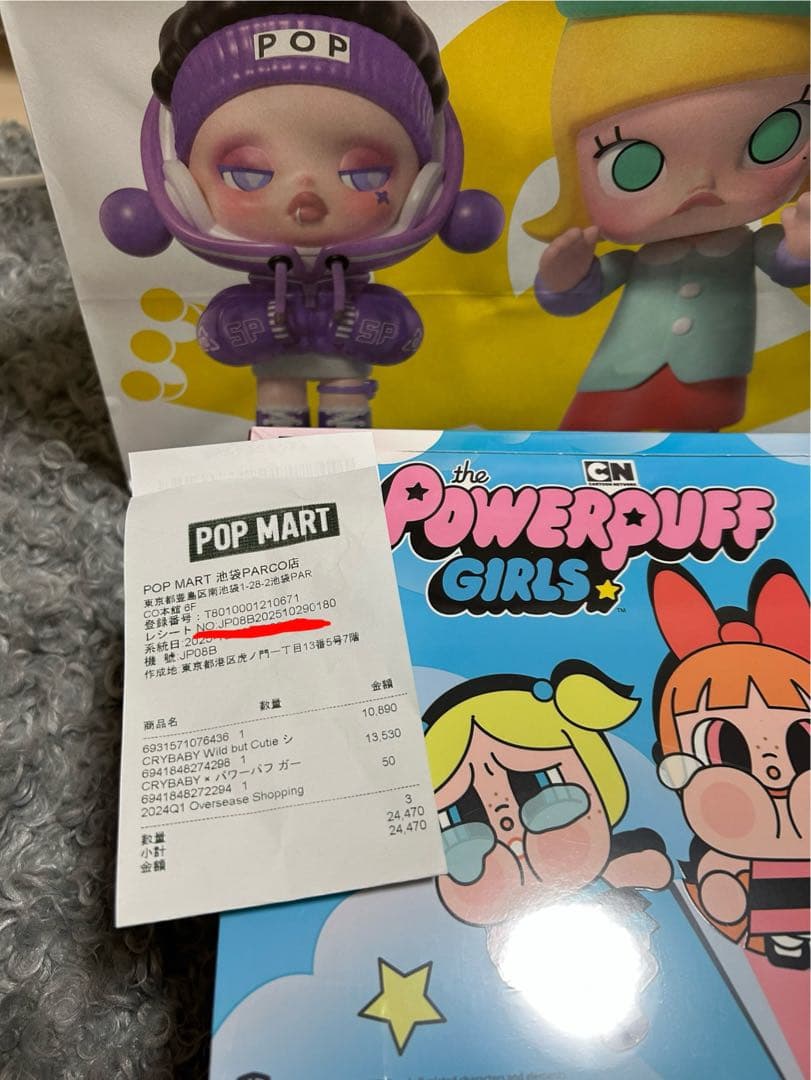 POP
SP
SP
the
CN
CARTOON NETWORK
POWERPUFF
GIRLS
TM
POP MART
POP MART 池袋PARCO店
東京都豊島区南池袋1-28-2池袋PAR
CO本館 6F
登録番号：T8010001210671
レシートNO:JP08B202510290180
系統日:202
機 號:JP08B
作成地:東京都港区虎ノ門一丁目13番5号7階
商品名 数量 金額
6931571076436 1 10,890
CRYBABY Wild but Cutie シ
6941848274298 1 13,530
CRYBABY × パワーパフ ガー
6941848272294 1 50
2024Q1 Oversease Shopping
数量 3
小計 24,470
金額 24,470